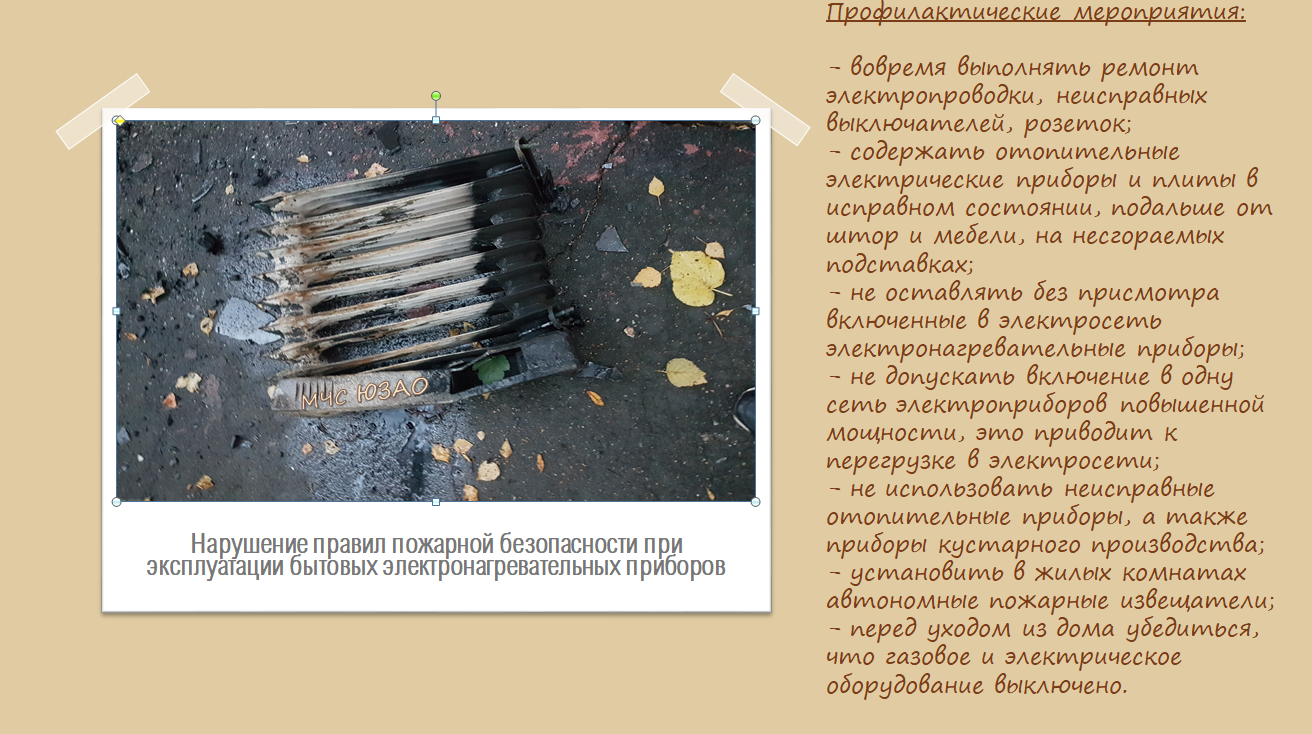 Профилактические мероприятия:
- вовремя выполнять ремонт
электропроводки, неисправных
выключателей, розеток;
- содержать отопительные
электрические приборы и плиты в
исправном состоянии, подальше от
штор и мебели, на несгораемых
подставках;
- не оставлять без присмотра
включенные в электросеть
электронагревательные приборы;
- не допускать включение в одну
сеть электроприборов повышенной
мощности, это приводит к
перегрузке в электросети;
- не использовать неисправные
отопительные приборы, а также
приборы кустарного производства;
- установить в жилых комнатах
автономные пожарные извещатели;
- перед уходом из дома убедиться,
что газовое и электрическое
оборудование выключено.
МЧС ЮЗАО
Нарушение правил пожарной безопасности при
эксплуатации бытовых электронагревательных приборов